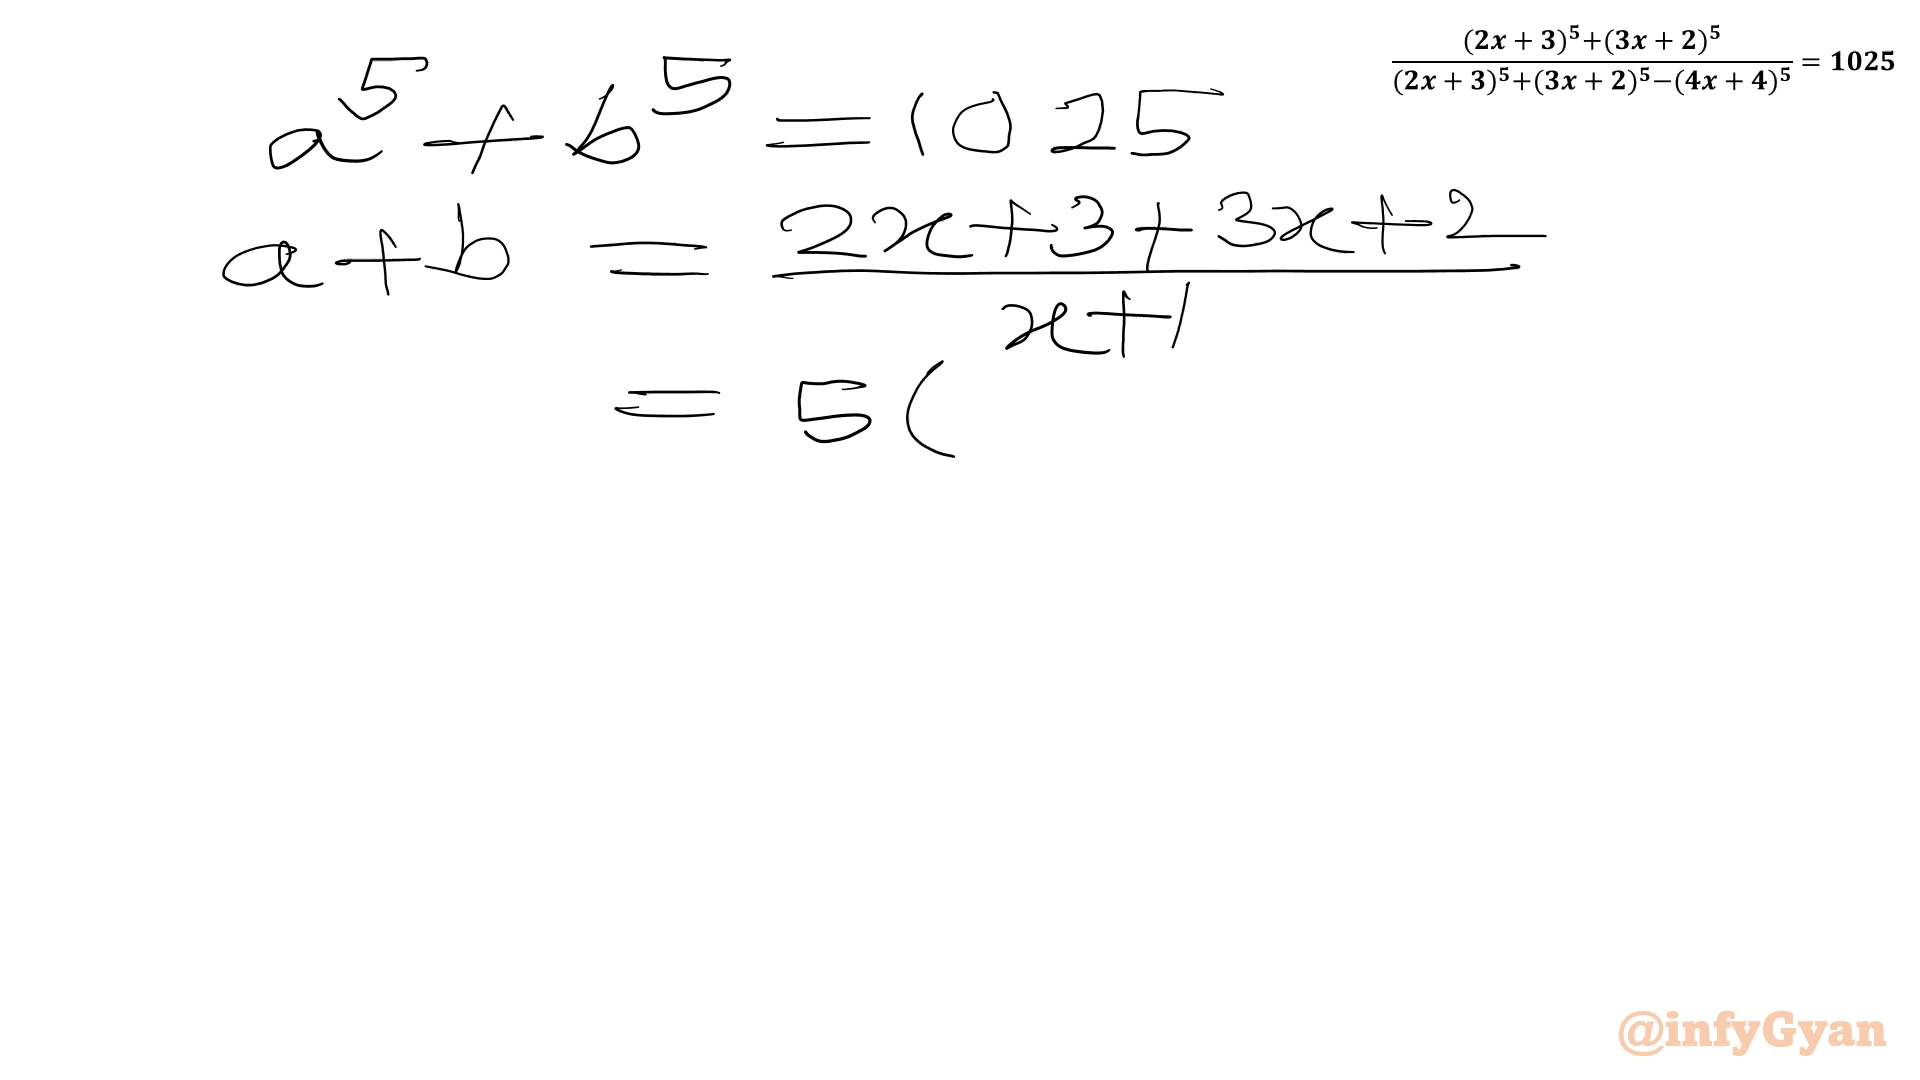 (2x + 3)⁵+(3x + 2)⁵
(2x + 3)⁵+(3x + 2)⁵−(4x + 4)⁵ = 1025
a⁵ + b⁵ = 1025
a + b = 2x + 3 + 3x + 2
x + 1
= 5 (
@infyGyan